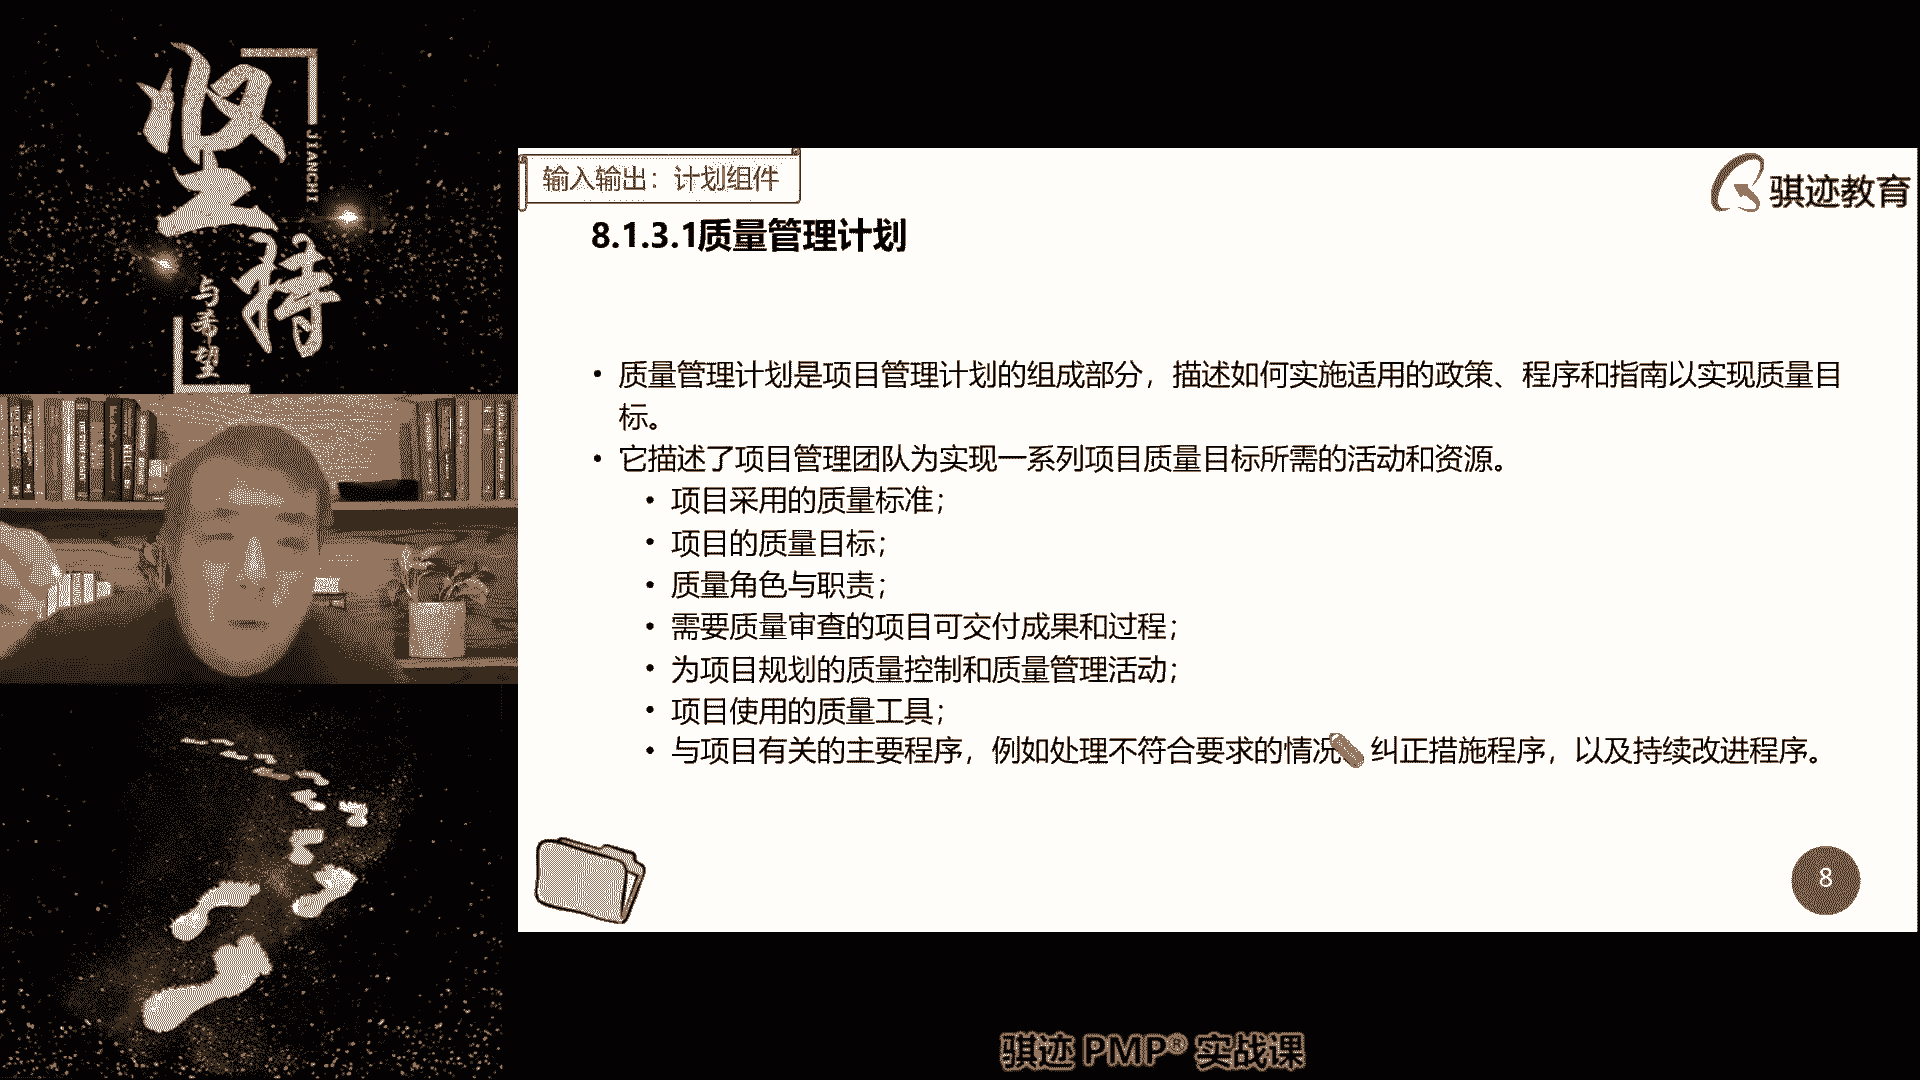 坚持
JIANCHI
与希望
输入输出：计划组件
骐迹教育
8.1.3.1质量管理计划
• 质量管理计划是项目管理计划的组成部分，描述如何实施适用的政策、程序和指南以实现质量目
标。
• 它描述了项目管理团队为实现一系列项目质量目标所需的活动和资源。
• 项目采用的质量标准；
• 项目的质量目标；
• 质量角色与职责；
• 需要质量审查的项目可交付成果和过程；
• 为项目规划的质量控制和质量管理活动；
• 项目使用的质量工具；
• 与项目有关的主要程序，例如处理不符合要求的情况 纠正措施程序，以及持续改进程序。
8
骐迹 PMP® 实战课